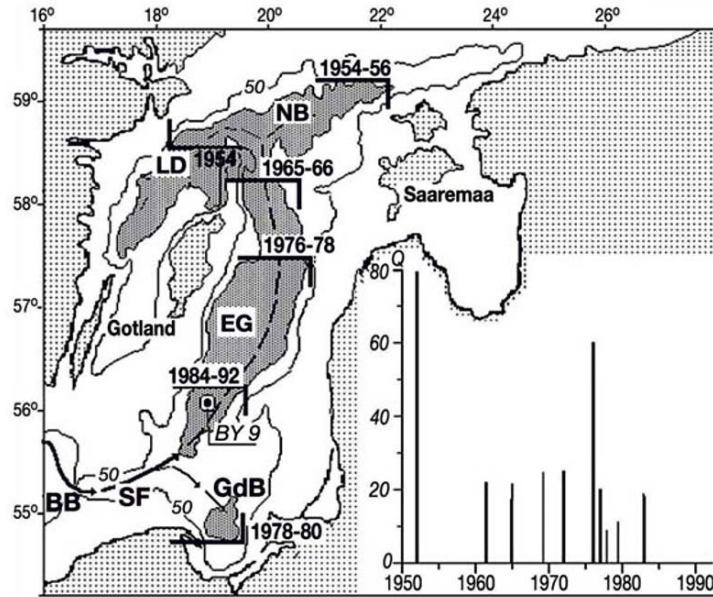 16° 18° 20° 22° 24° 26°
59°
58°
57°
56°
55°
50
1954-56
NB
LD
1954
1965-66
Saaremaa
1976-78
Gotland
EG
1984-92
BY 9
50
BB
SF
50
GdB
1978-80
Q
80
60
40
20
0
1950 1960 1970 1980 1990